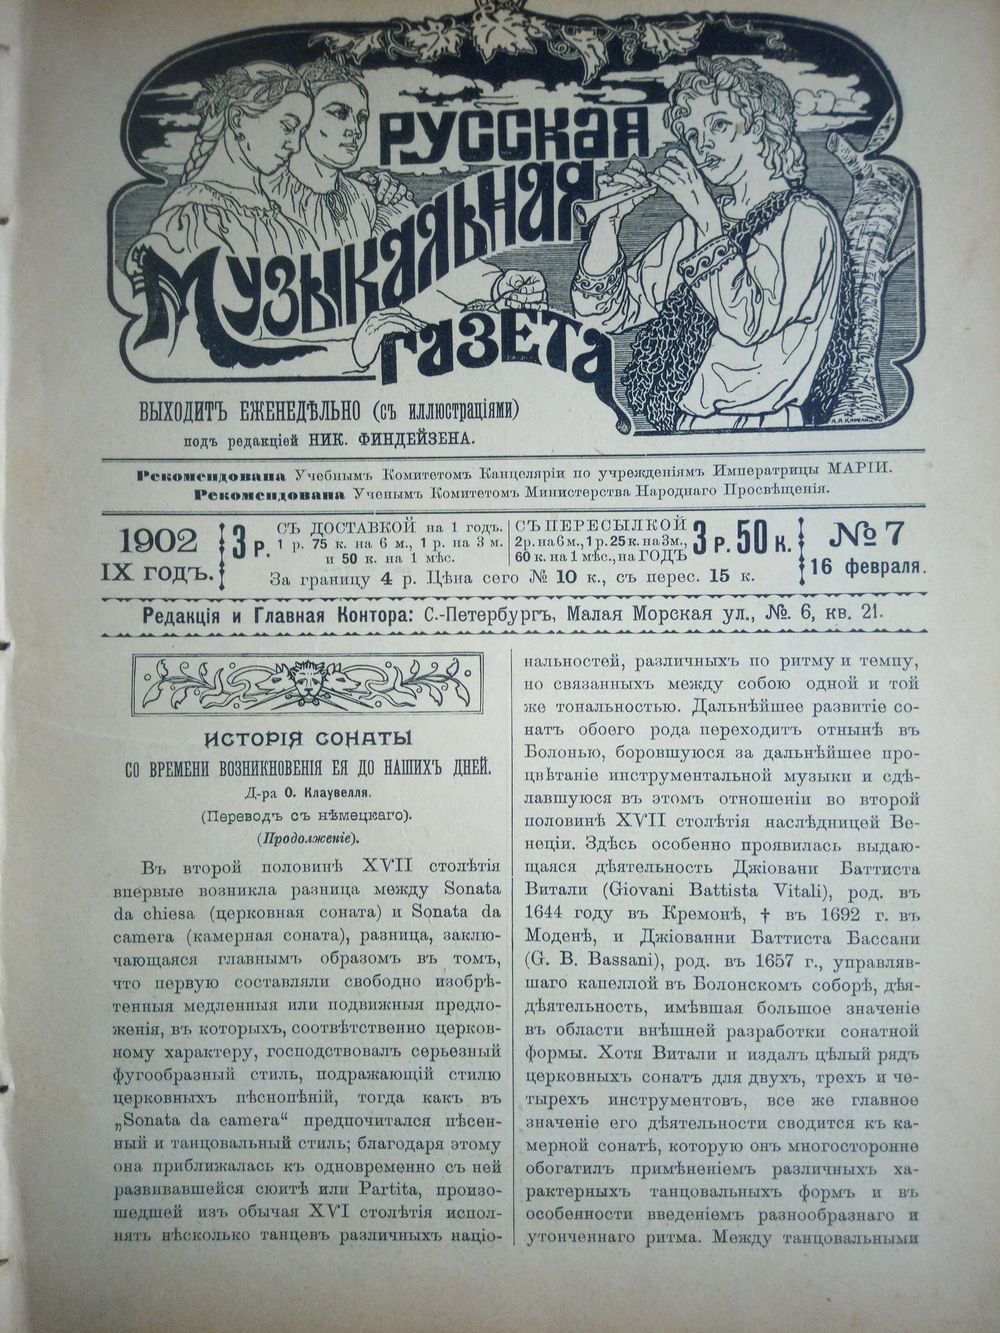 РУССКАЯ
МУЗЫКАЛЬНАЯ
ГАЗЕТА
ВЫХОДИТЪ ЕЖЕНЕДѢЛЬНО (съ иллюстраціями)
подъ редакціей НИК. ФИНДЕЙЗЕНА.
Рекомендована Учебнымъ Комитетомъ Канцеляріи по учрежденіямъ Императрицы МАРІИ.
Рекомендована Ученымъ Комитетомъ Министерства Народнаго Просвѣщенія.
1902
IX годъ.
3 р.
СЪ ДОСТАВКОЙ на 1 годъ.
1 р. 75 к. на 6 м., 1 р. на 3 м.
и 50 к. на 1 мѣс.
СЪ ПЕРЕСЫЛКОЙ
2р. на 6 м., 1 р. 25 к. на 3м.,
60 к. на 1 мѣс., на ГОДЪ
3 р. 50 к.
За границу 4 р. Цѣна сего № 10 к., съ перес. 15 к.
№ 7
16 февраля.
Редакція и Главная Контора: С.-Петербургъ, Малая Морская ул., №. 6, кв. 21.
ИСТОРІЯ СОНАТЫ
СО ВРЕМЕНИ ВОЗНИКНОВЕНІЯ ЕЯ ДО НАШИХЪ ДНЕЙ.
Д-ра О. Клаувелля.
(Переводъ съ нѣмецкаго).
(Продолженіе).
Въ второй половинѣ XVII столѣтія
впервые возникла разница между Sonata
da chiesa (церковная соната) и Sonata da
camera (камерная соната), разница, заклю-
чающаяся главнымъ образомъ въ томъ,
что первую составляли свободно изобрѣ-
тенныя медленныя или подвижныя предло-
женія, въ которыхъ, соотвѣтственно церков-
ному характеру, господствовалъ серьезный
фугообразный стиль, подражающій стилю
церковныхъ пѣснопѣній, тогда какъ въ
„Sonata da camera“ предпочитался пѣсен-
ный и танцовальный стиль; благодаря этому
она приближалась къ одновременно съ ней
развивавшейся сюитѣ или Partita, произо-
шедшей изъ обычая XVI столѣтія испол-
нять нѣсколько танцевъ различныхъ націо-
нальностей, различныхъ по ритму и темпу,
но связанныхъ между собою одной и той
же тональностью. Дальнѣйшее развитіе со-
натъ обоего рода переходитъ отнынѣ въ
Болонью, боровшуюся за дальнѣйшее про-
цвѣтаніе инструментальной музыки и сдѣ-
лавшуюся въ этомъ отношеніи во второй
половинѣ XVII столѣтія наслѣдницей Ве-
неціи. Здѣсь особенно проявилась выдаю-
щаяся дѣятельность Джіовани Баттиста
Витали (Giovani Battista Vitali), род. въ
1644 году въ Кремонѣ, † въ 1692 г. въ
Моденѣ, и Джіованни Баттиста Бассани
(G. B. Bassani), род. въ 1657 г., управляв-
шаго капеллой въ Болонскомъ соборѣ, дѣя-
дѣятельность, имѣвшая большое значеніе
въ области внѣшней разработки сонатной
формы. Хотя Витали и издалъ цѣлый рядъ
церковныхъ сонатъ для двухъ, трехъ и че-
тырехъ инструментовъ, все же главное
значеніе его дѣятельности сводится къ ка-
мерной сонатѣ, которую онъ многосторонне
обогатилъ примѣненіемъ различныхъ ха-
рактерныхъ танцовальныхъ формъ и въ
особенности введеніемъ разнообразнаго и
утонченнаго ритма. Между танцовальными